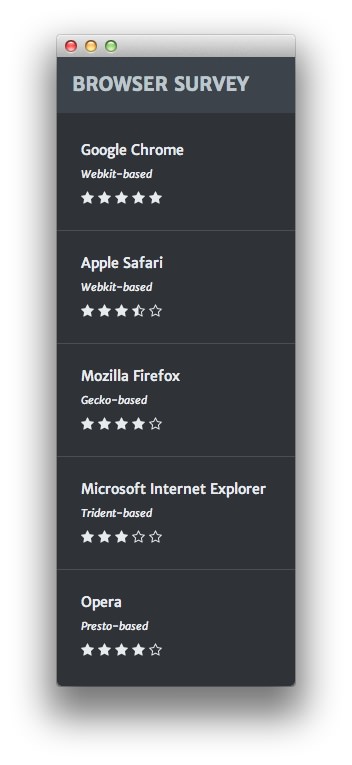 BROWSER SURVEY
Google Chrome
Webkit-based
Apple Safari
Webkit-based
Mozilla Firefox
Gecko-based
Microsoft Internet Explorer
Trident-based
Opera
Presto-based